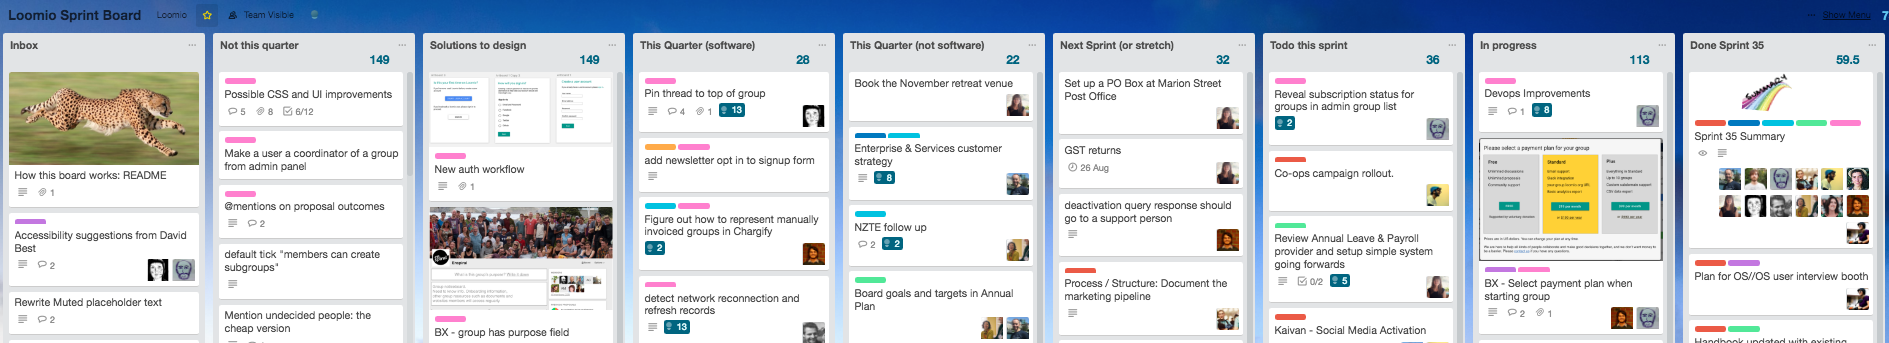 Loomio Sprint Board
Loomio
Team Visible
Show Menu
7
Inbox
How this board works: README
1
Accessibility suggestions from David
Best
2
Rewrite Muted placeholder text
2
Not this quarter
149
Possible CSS and UI improvements
5 8 6/12
Make a user a coordinator of a group
from admin panel
@mentions on proposal outcomes
2
default tick "members can create
subgroups"
Mention undecided people: the
cheap version
Solutions to design
149
New auth workflow
1
BX - group has purpose field
This Quarter (software)
28
Pin thread to top of group
4 1 13
add newsletter opt in to signup form
Figure out how to represent manually
invoiced groups in Chargify
2
detect network reconnection and
refresh records
13
This Quarter (not software)
22
Book the November retreat venue
Enterprise & Services customer
strategy
8
NZTE follow up
2 2
Board goals and targets in Annual
Plan
Next Sprint (or stretch)
32
Set up a PO Box at Marion Street
Post Office
GST returns
26 Aug
deactivation query response should
go to a support person
Process / Structure: Document the
marketing pipeline
Todo this sprint
36
Reveal subscription status for
groups in admin group list
2
Co-ops campaign rollout.
Review Annual Leave & Payroll
provider and setup simple system
going forwards
0/2 5
Kaivan - Social Media Activation
In progress
113
Devops Improvements
1 8
Please select a payment plan for your group
Free
Standard
Plus
BX - Select payment plan when
starting group
2 1
Done Sprint 35
59.5
SUMMARY
Sprint 35 Summary
Plan for OS//OS user interview booth
Handbook updated with existing